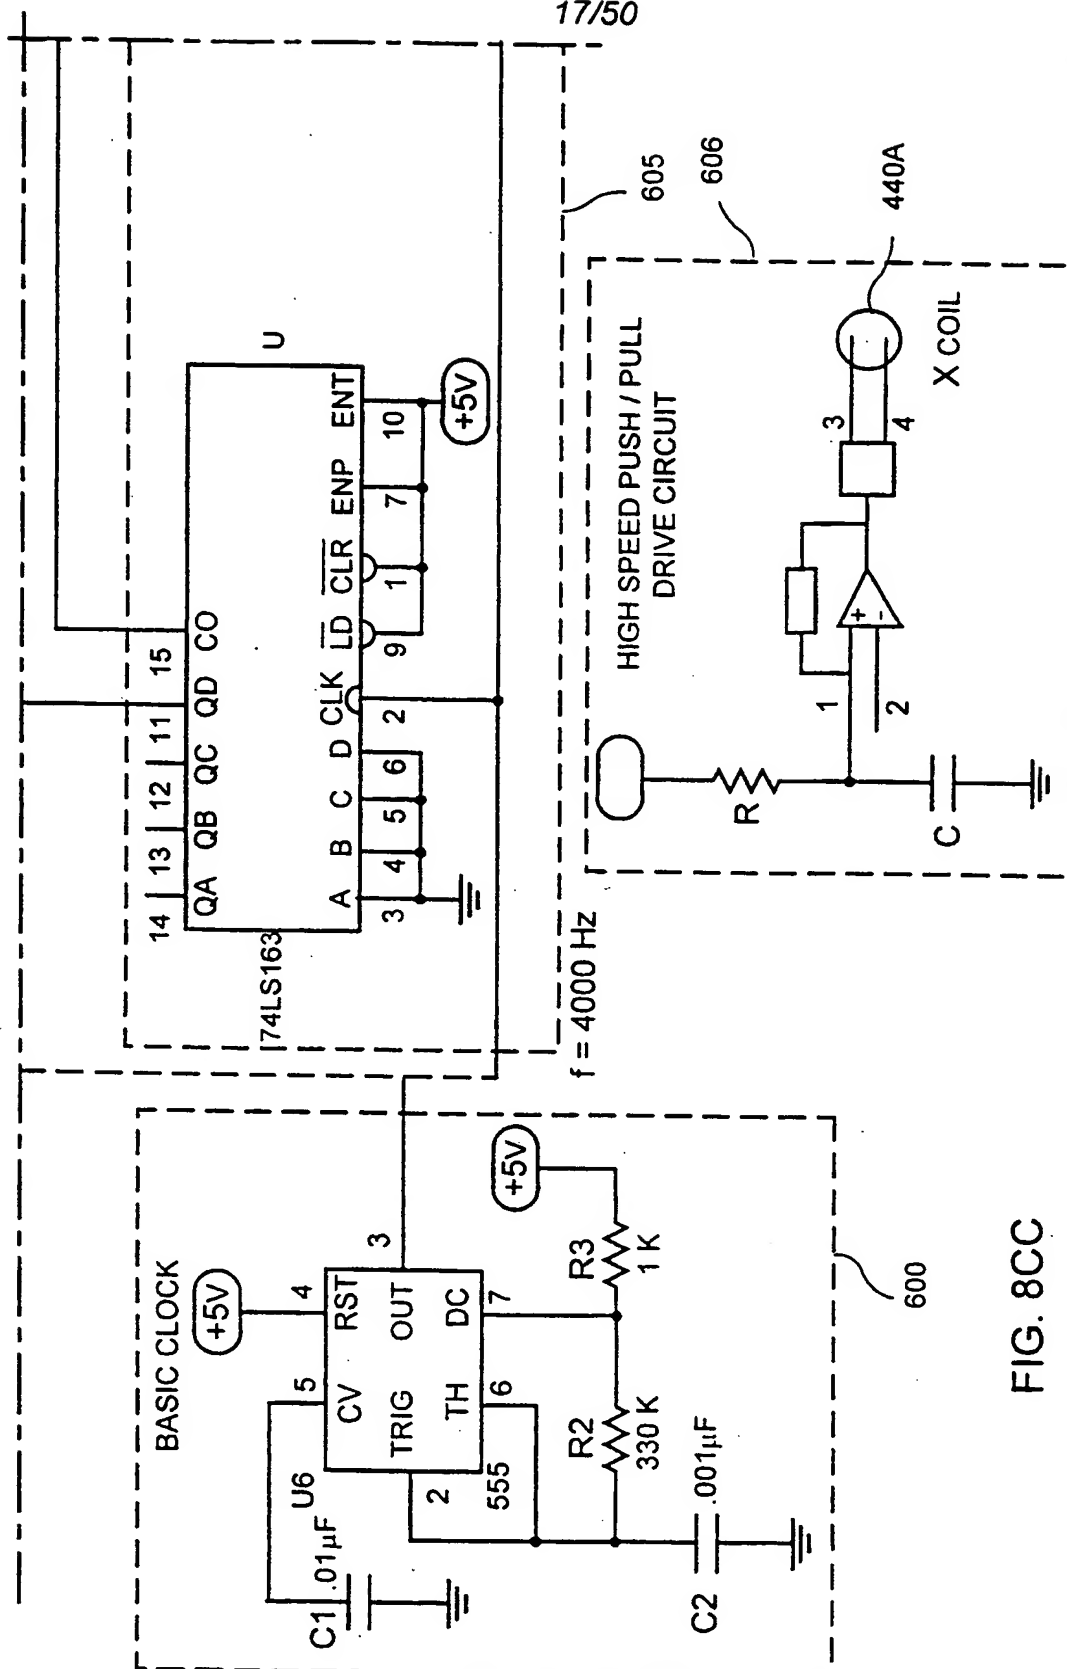 17/50
BASIC CLOCK
+5V
4
5
RST
CV
OUT
3
TRIG
DC
7
TH
6
U6
2
555
C1 .01µF
+5V
R3
1 K
R2
330 K
C2
.001µF
600
f = 4000 Hz
74LS163
U
14
13
12
11
15
QA
QB
QC
QD
CO
A
B
C
D
CLK
LD
CLR
ENP
ENT
3
4
5
6
2
9
1
7
10
+5V
605
HIGH SPEED PUSH / PULL
DRIVE CIRCUIT
606
R
C
1
2
+
-
3
4
X COIL
440A
FIG. 8CC